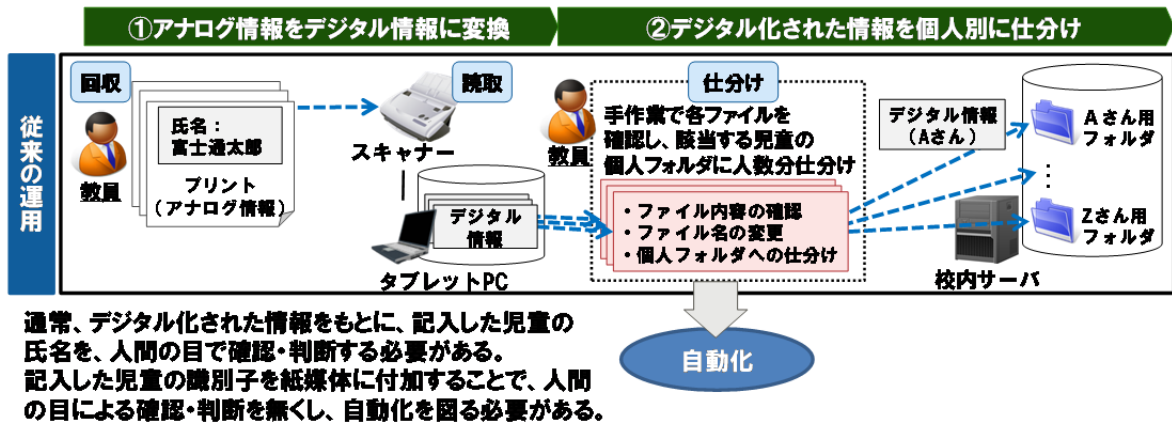 ①アナログ情報をデジタル情報に変換
②デジタル化された情報を個人別に仕分け
従来の運用
回収
教員
氏名：
富士通太郎
プリント
（アナログ情報）
読取
スキャナー
デジタル
情報
タブレットPC
教員
仕分け
手作業で各ファイルを
確認し、該当する児童の
個人フォルダに人数分仕分け
・ファイル内容の確認
・ファイル名の変更
・個人フォルダへの仕分け
デジタル情報
（Aさん）
Aさん用
フォルダ
：
Zさん用
フォルダ
校内サーバ
自動化
通常、デジタル化された情報をもとに、記入した児童の
氏名を、人間の目で確認・判断する必要がある。
記入した児童の識別子を紙媒体に付加することで、人間
の目による確認・判断を無くし、自動化を図る必要がある。